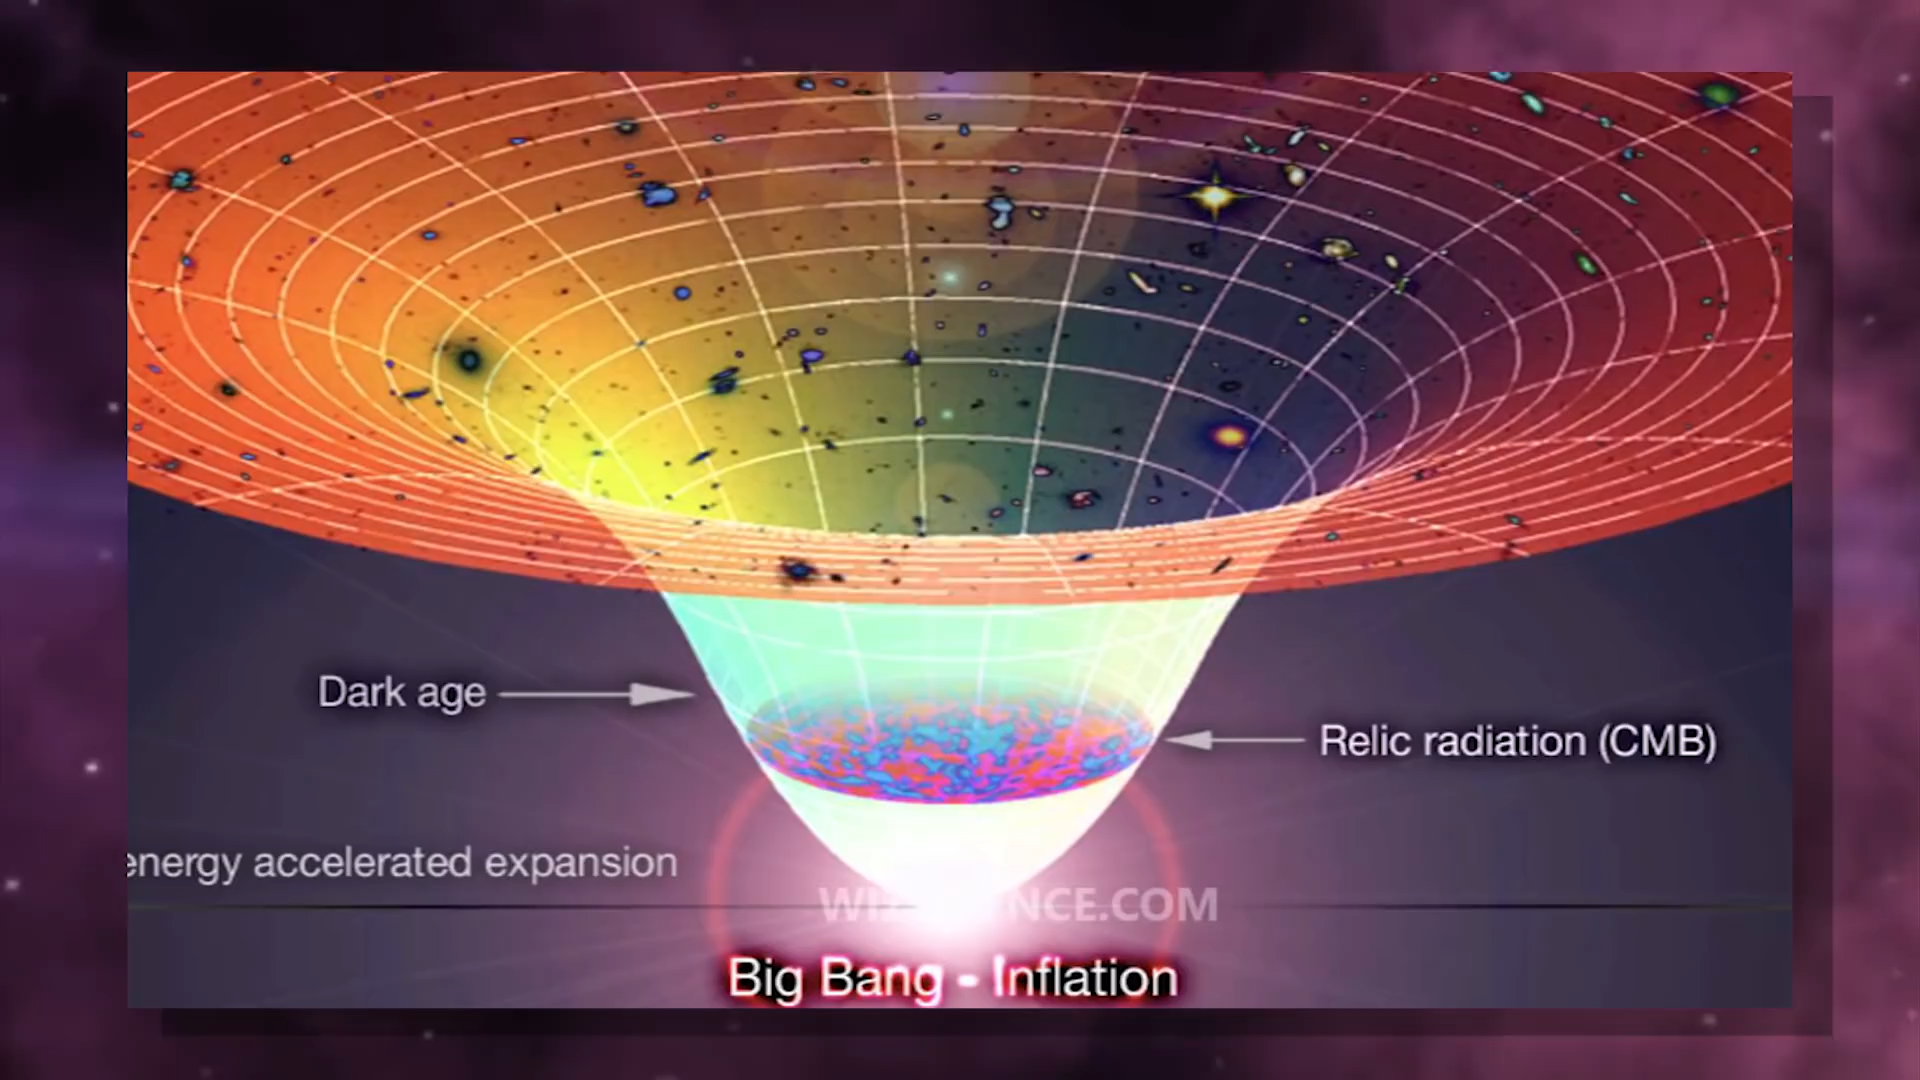 Dark age
Relic radiation (CMB)
energy accelerated expansion
Big Bang - Inflation